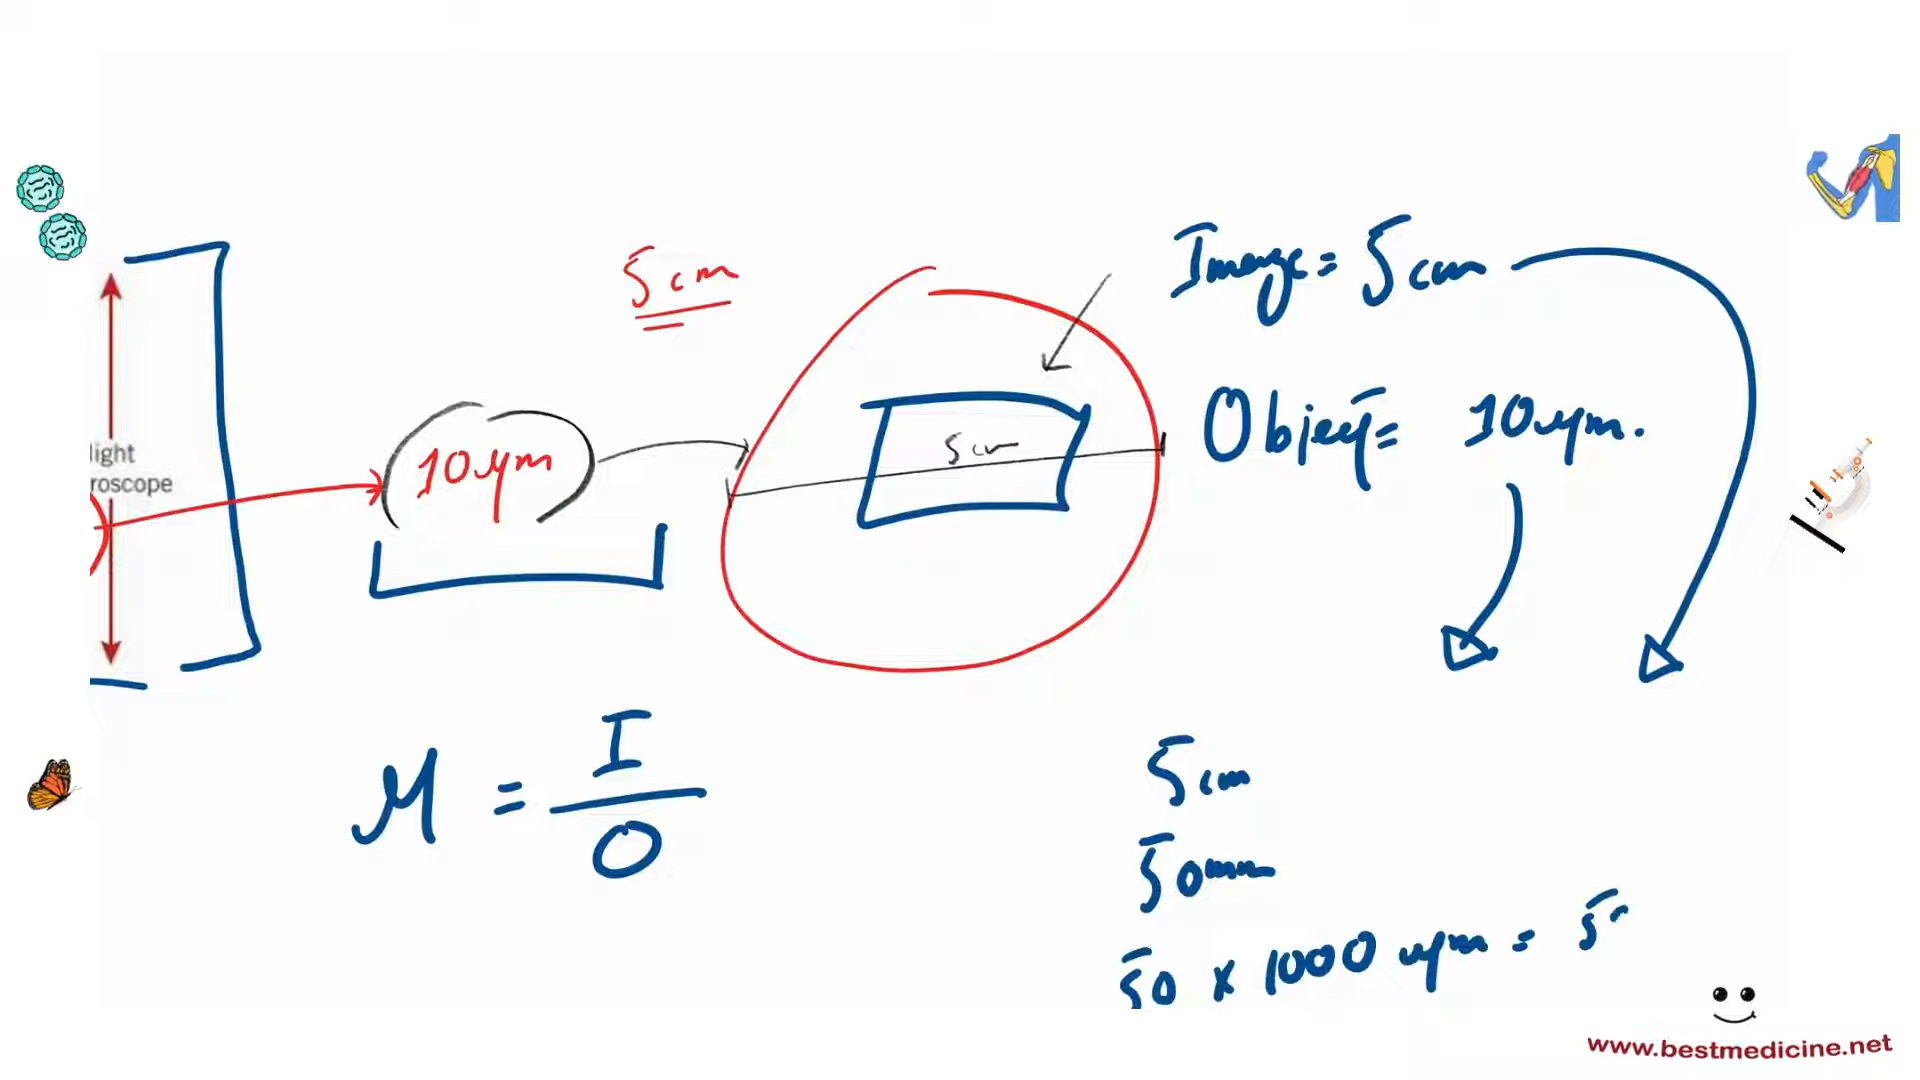 5cm
Image = 5cm
light
roscope
10µm
5cm
Object = 10µm.
M = I
O
5cm
50mm
50 x 1000 µm = 5
www.bestmedicine.net